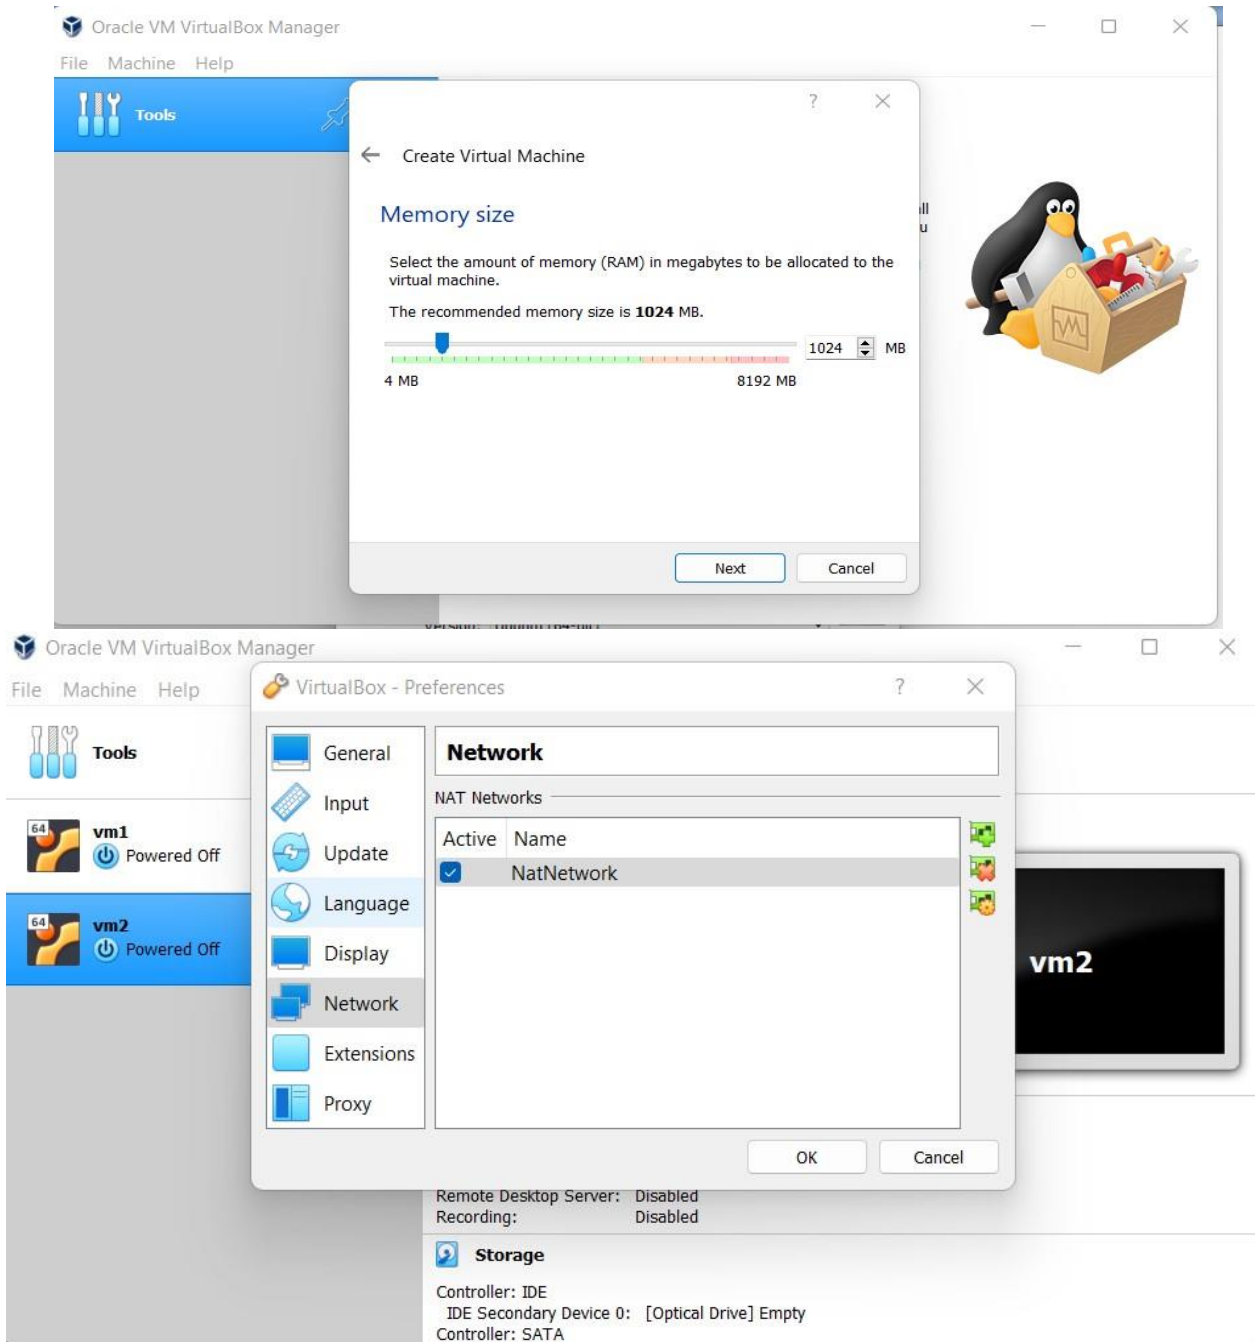 Oracle VM VirtualBox Manager
File Machine Help
Tools
?
Create Virtual Machine
Memory size
Select the amount of memory (RAM) in megabytes to be allocated to the
virtual machine.
The recommended memory size is 1024 MB.
1024 MB
4 MB 8192 MB
Next Cancel
Oracle VM VirtualBox Manager
File Machine Help
VirtualBox - Preferences ?
Tools
64 vm1
Powered Off
64 vm2
Powered Off
General
Input
Update
Language
Display
Network
Extensions
Proxy
Network
NAT Networks
Active Name
NatNetwork
OK Cancel
vm2
Remote Desktop Server: Disabled
Recording: Disabled
Storage
Controller: IDE
IDE Secondary Device 0: [Optical Drive] Empty
Controller: SATA